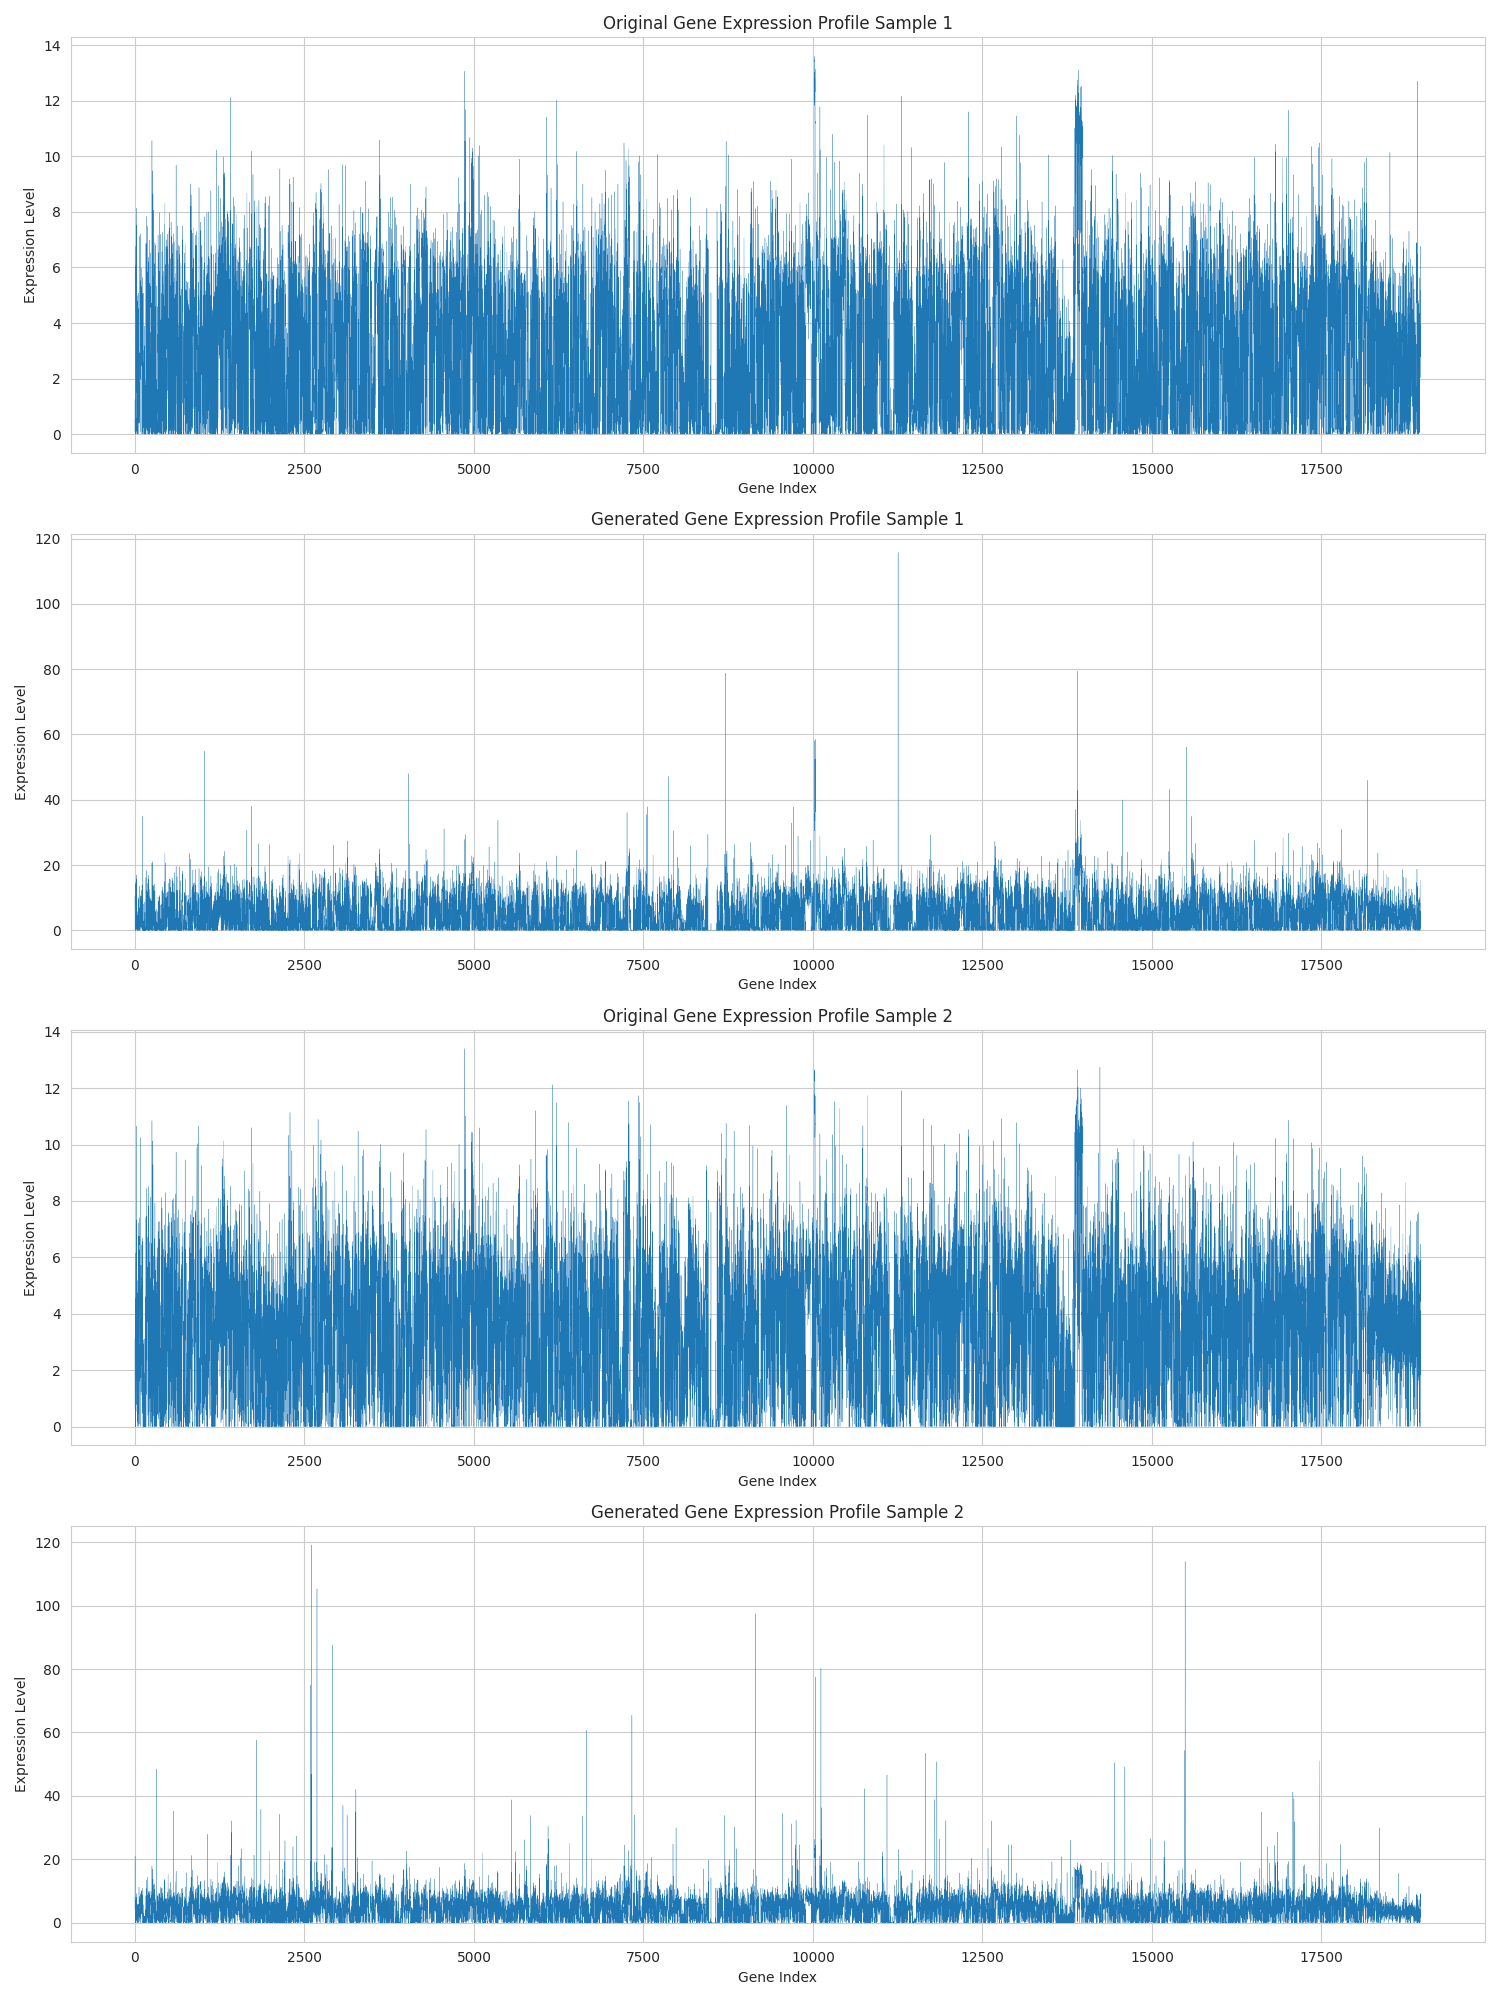 Original Gene Expression Profile Sample 1
14
12
10
8
6
4
2
0
Expression Level
0 2500 5000 7500 10000 12500 15000 17500
Gene Index
Generated Gene Expression Profile Sample 1
120
100
80
60
40
20
0
Expression Level
0 2500 5000 7500 10000 12500 15000 17500
Gene Index
Original Gene Expression Profile Sample 2
14
12
10
8
6
4
2
0
Expression Level
0 2500 5000 7500 10000 12500 15000 17500
Gene Index
Generated Gene Expression Profile Sample 2
120
100
80
60
40
20
0
Expression Level
0 2500 5000 7500 10000 12500 15000 17500
Gene Index